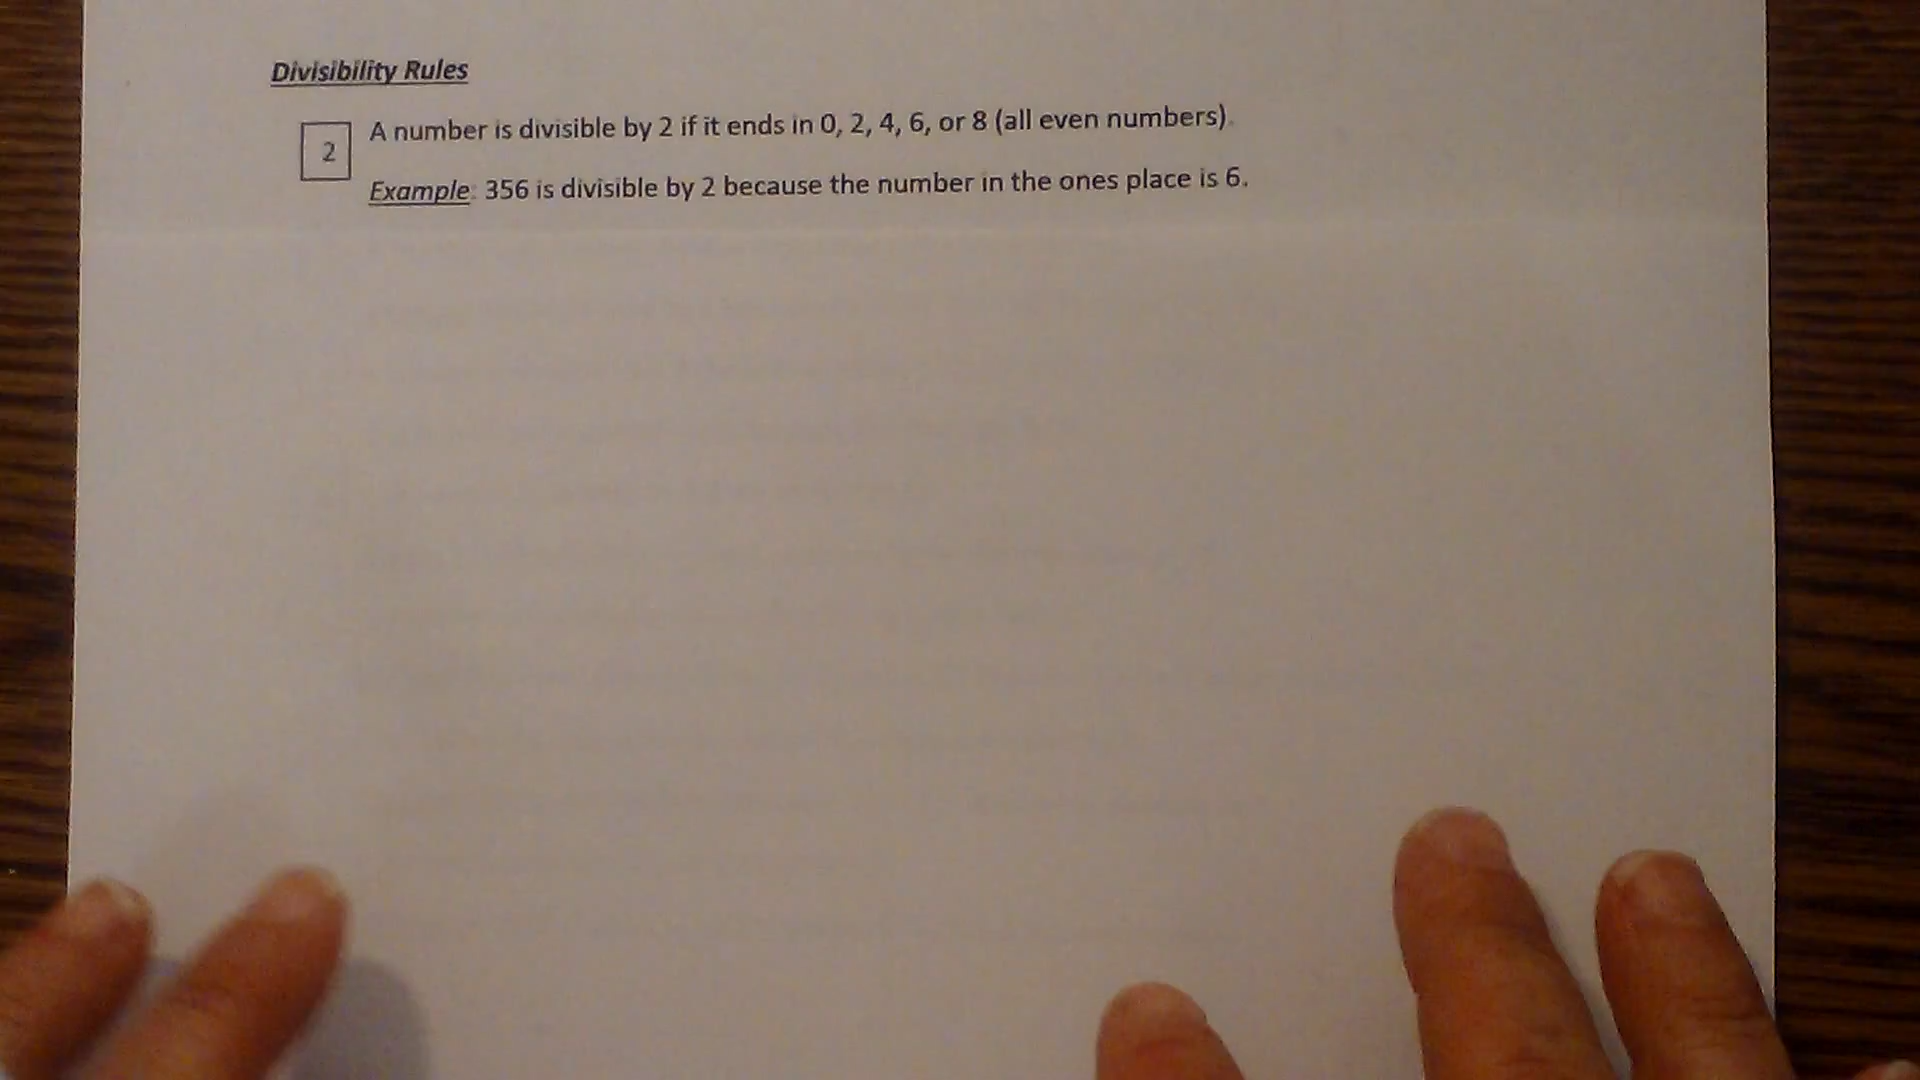 Divisibility Rules
2
A number is divisible by 2 if it ends in 0, 2, 4, 6, or 8 (all even numbers).
Example: 356 is divisible by 2 because the number in the ones place is 6.